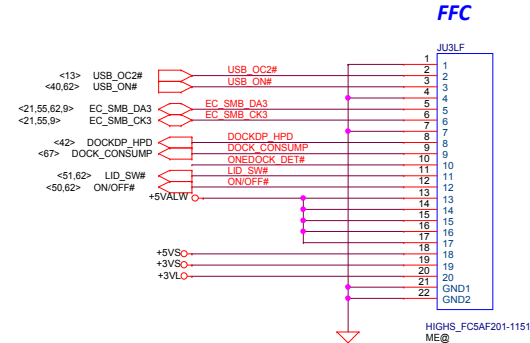 FFC
JU3LF
1 1
<13> USB_OC2# USB_OC2# 2 2
<40,62> USB_ON# USB_ON# 3 3
4 4
<21,55,62,9> EC_SMB_DA3 EC_SMB_DA3 5 5
<21,55,9> EC_SMB_CK3 EC_SMB_CK3 6 6
7 7
<42> DOCKDP_HPD DOCKDP_HPD 8 8
<67> DOCK_CONSUMP DOCK_CONSUMP 9 9
ONEDOCK_DET# 10 10
<51,62> LID_SW# LID_SW# 11 11
<50,62> ON/OFF# ON/OFF# 12 12
+5VALW 13 13
14 14
15 15
16 16
17 17
+5VS 18 18
+3VS 19 19
+3VL 20 20
21 GND1
22 GND2
HIGHS_FC5AF201-1151
ME@